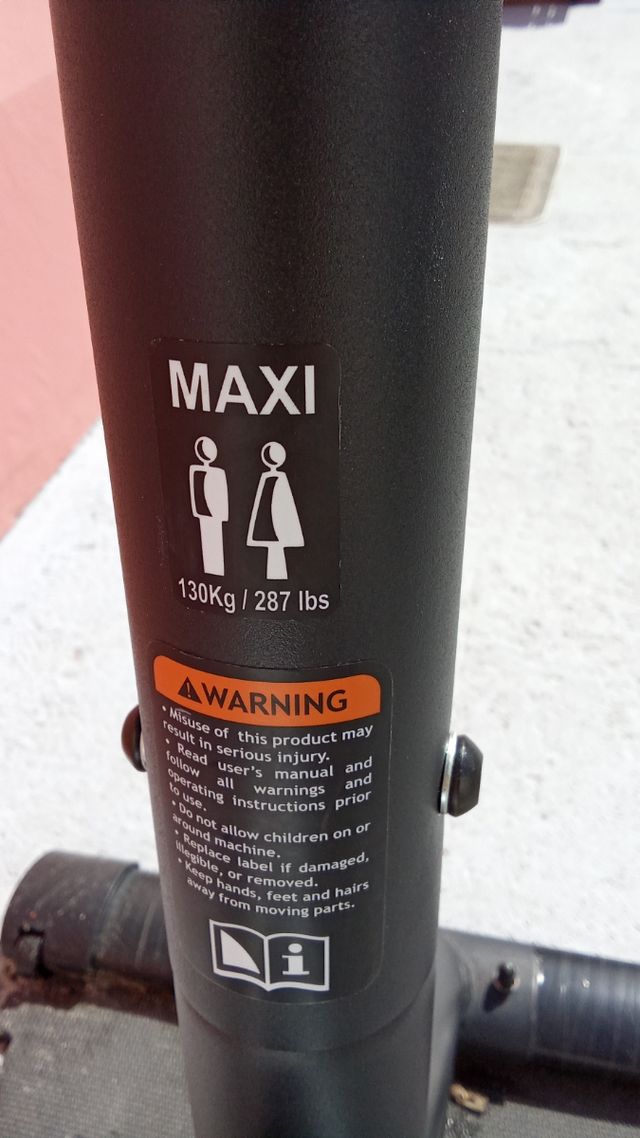 MAXI
130Kg / 287 lbs
WARNING
• Misuse of this product may
result in serious injury.
• Read user's manual and
follow all warnings and
operating instructions prior
to use.
• Do not allow children on or
around machine.
• Replace label if damaged,
illegible, or removed.
• Keep hands, feet and hairs
away from moving parts.